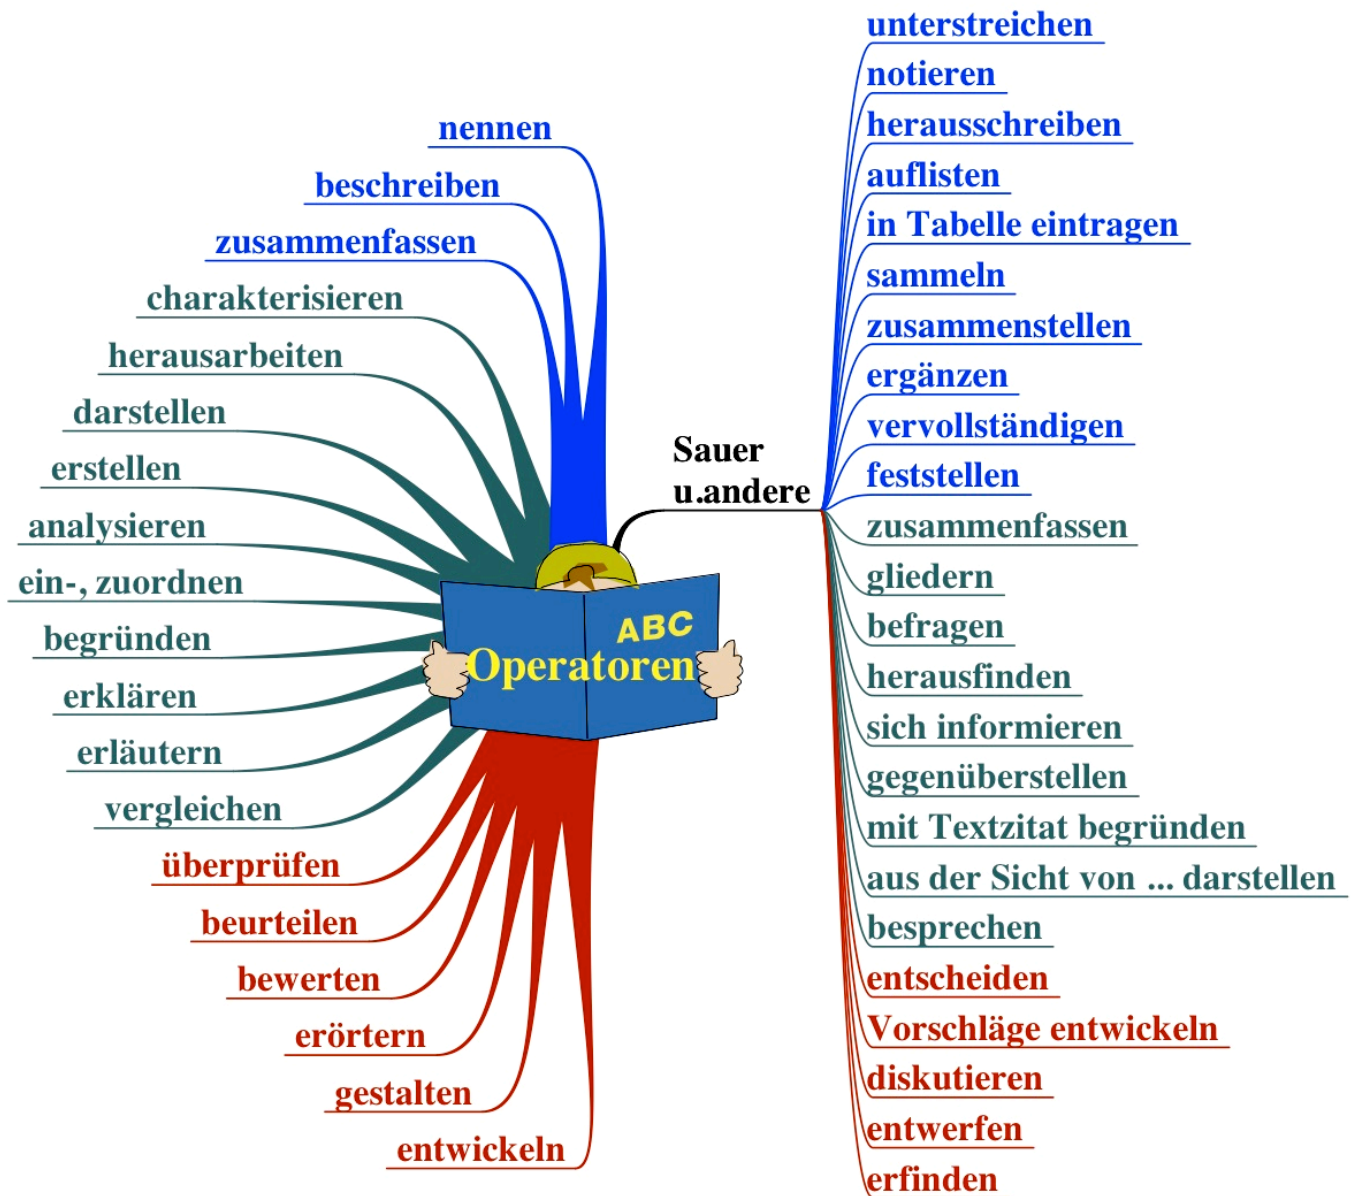 nennen
beschreiben
zusammenfassen
charakterisieren
herausarbeiten
darstellen
erstellen
analysieren
ein-, zuordnen
begründen
erklären
erläutern
vergleichen
überprüfen
beurteilen
bewerten
erörtern
gestalten
entwickeln
ABC
Operatoren
Sauer
u.andere
unterstreichen
notieren
herausschreiben
auflisten
in Tabelle eintragen
sammeln
zusammenstellen
ergänzen
vervollständigen
feststellen
zusammenfassen
gliedern
befragen
herausfinden
sich informieren
gegenüberstellen
mit Textzitat begründen
aus der Sicht von ... darstellen
besprechen
entscheiden
Vorschläge entwickeln
diskutieren
entwerfen
erfinden